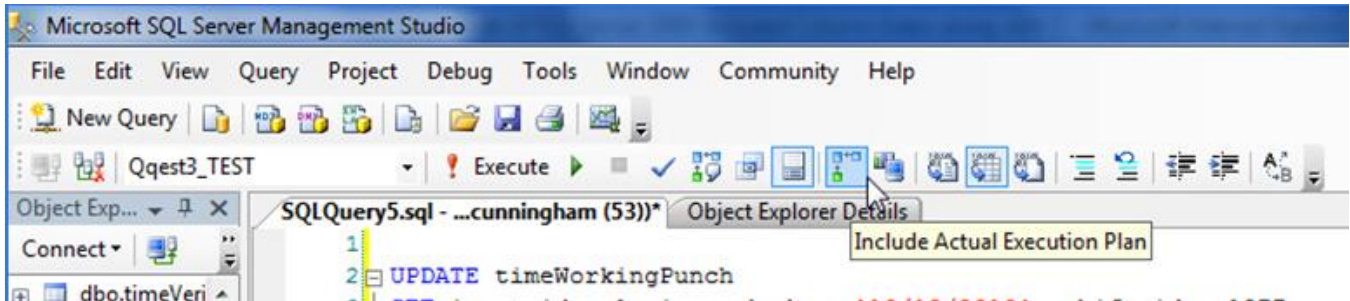 Microsoft SQL Server Management Studio
File Edit View Query Project Debug Tools Window Community Help
New Query
Qqest3_TEST Execute
Object Exp... SQLQuery5.sql - ...cunningham (53))* Object Explorer Details
Connect 1
Include Actual Execution Plan
2 UPDATE timeWorkingPunch
dbo.timeVeri